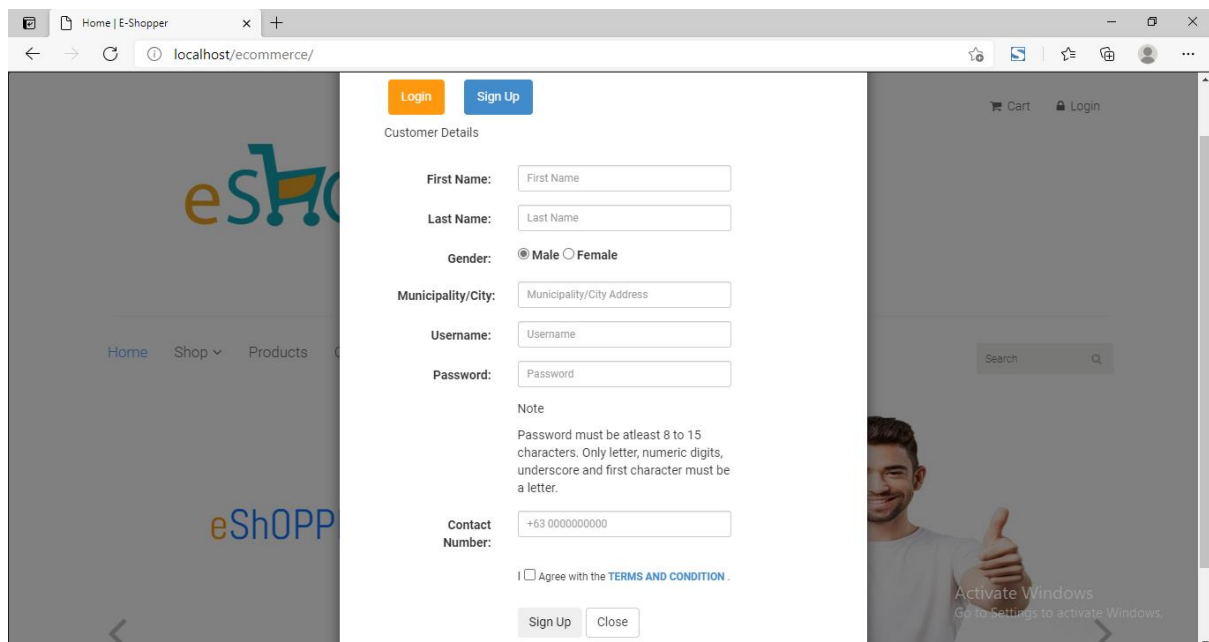 Home | E-Shopper
localhost/ecommerce/
Login Sign Up
Cart Login
Customer Details
eSHO
First Name: First Name
Last Name: Last Name
Gender: Male Female
Municipality/City: Municipality/City Address
Username: Username
Home Shop Products
Search
Password: Password
Note
Password must be atleast 8 to 15
characters. Only letter, numeric digits,
underscore and first character must be
a letter.
eShOPP
Contact
Number:
+63 0000000000
I Agree with the TERMS AND CONDITION .
Activate Windows
Go to Settings to activate Windows.
Sign Up Close